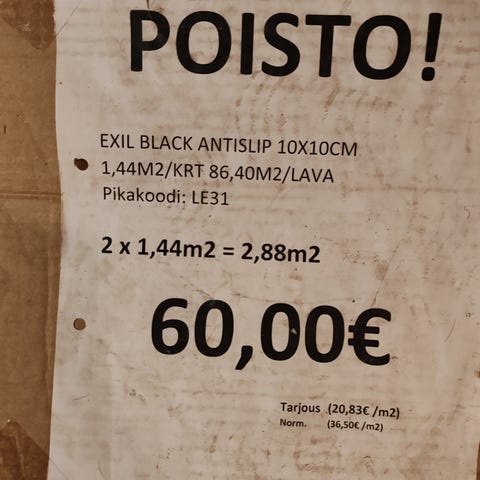 POISTO!
EXIL BLACK ANTISLIP 10X10CM
1,44M2/KRT 86,40M2/LAVA
Pikakoodi: LE31
2 x 1,44m2 = 2,88m2
60,00€
Tarjous (20,83€ /m2)
Norm. (36,50€ /m2)